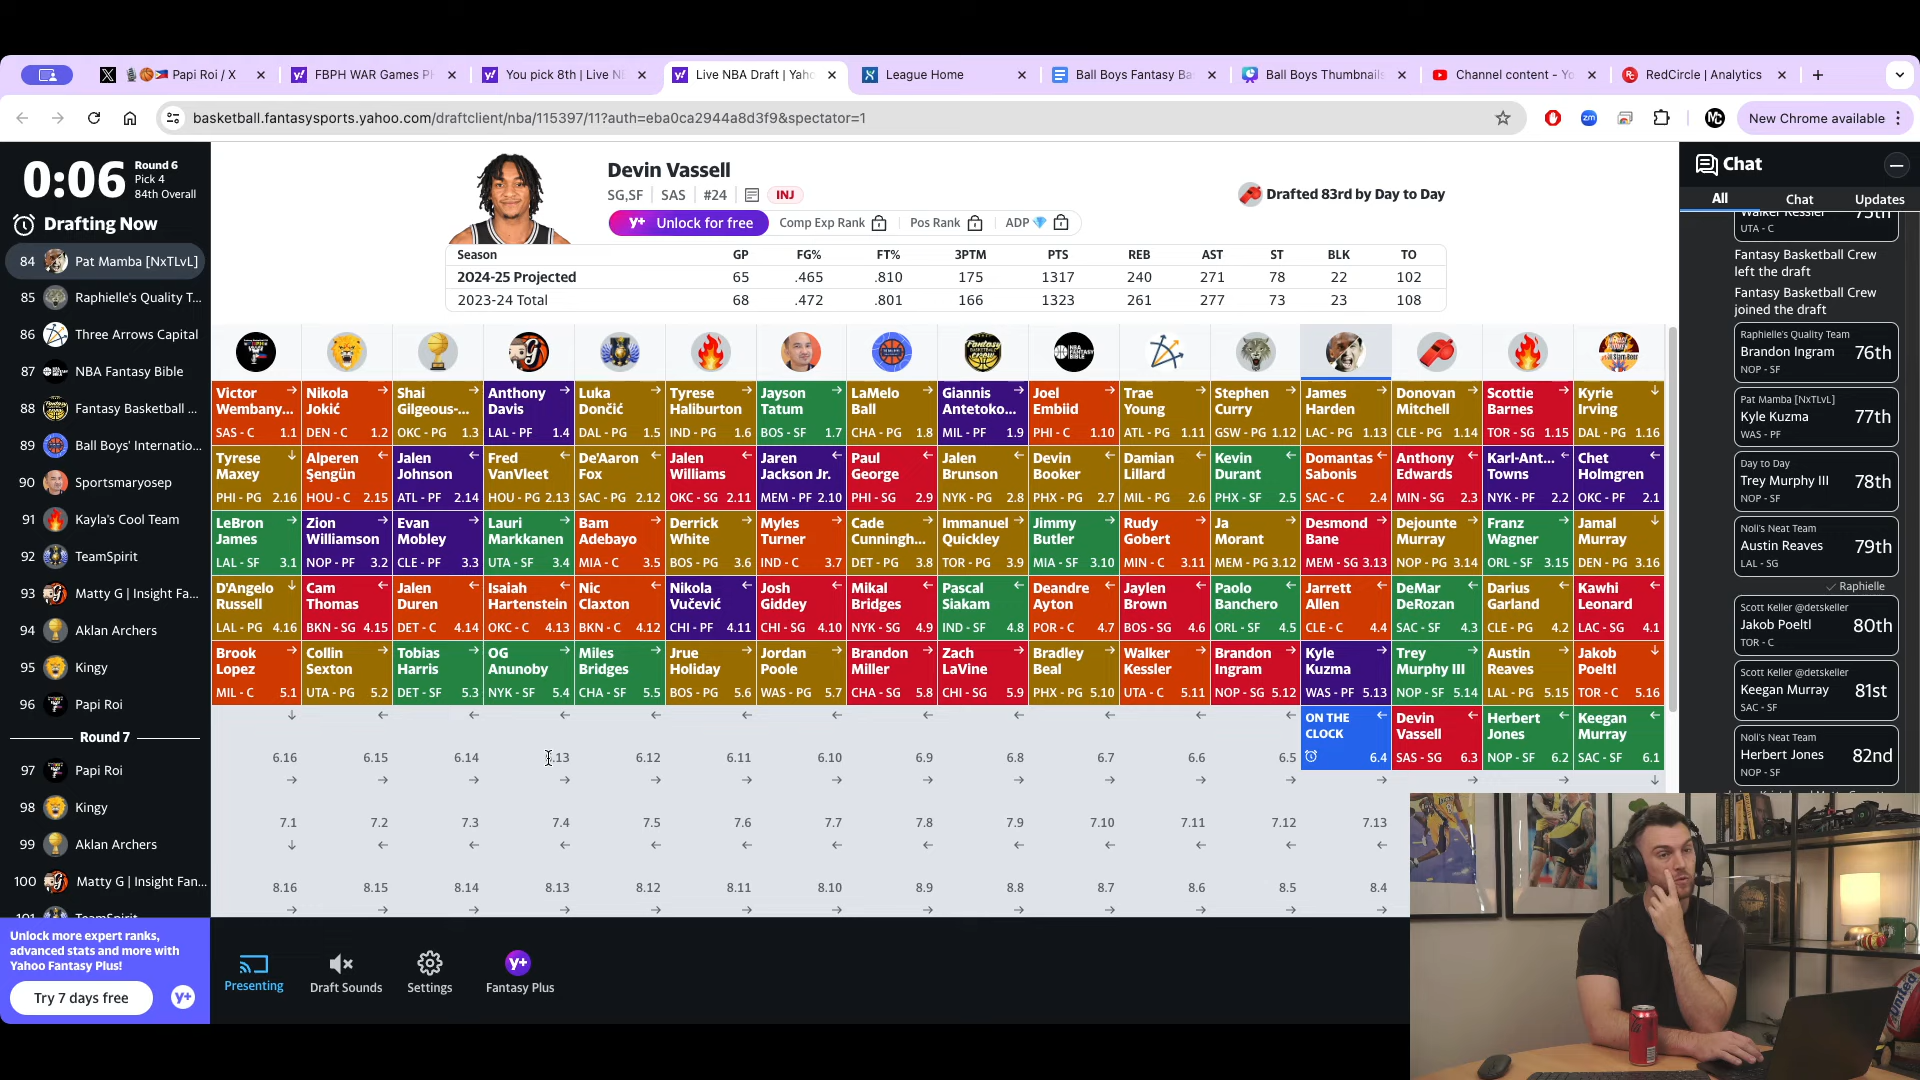 Papi Roi / X
FBPH WAR Games P
You pick 8th | Live N
Live NBA Draft | Yaho
League Home
Ball Boys Fantasy Ba
Ball Boys Thumbnails
Channel content - Yo
RedCircle | Analytics
basketball.fantasysports.yahoo.com/draftclient/nba/115397/11?auth=eba0ca2944a8d3f9&spectator=1
New Chrome available
0:06
Round 6
Pick 4
84th Overall
Drafting Now
84 Pat Mamba [NxTLvL]
85 Raphielle's Quality T...
86 Three Arrows Capital
87 NBA Fantasy Bible
88 Fantasy Basketball ...
89 Ball Boys' Internatio...
90 Sportsmaryosep
91 Kayla's Cool Team
92 TeamSpirit
93 Matty G | Insight Fa...
94 Aklan Archers
95 Kingy
96 Papi Roi
Round 7
97 Papi Roi
98 Kingy
99 Aklan Archers
100 Matty G | Insight Fan...
101 TeamSpirit
Unlock more expert ranks,
advanced stats and more with
Yahoo Fantasy Plus!
Try 7 days free
y+
Devin Vassell
SG,SF SAS #24 INJ
y+ Unlock for free Comp Exp Rank Pos Rank ADP
Drafted 83rd by Day to Day
Season GP FG% FT% 3PTM PTS REB AST ST BLK TO
2024-25 Projected 65 .465 .810 175 1317 240 271 78 22 102
2023-24 Total 68 .472 .801 166 1323 261 277 73 23 108
Victor Nikola Shai Anthony Luka Tyrese Jayson LaMelo Giannis Joel Trae Stephen James Donovan Scottie Kyrie
Wembany... Jokić Gilgeous-... Davis Dončić Haliburton Tatum Ball Antetoko... Embiid Young Curry Harden Mitchell Barnes Irving
SAS - C 1.1 DEN - C 1.2 OKC - PG 1.3 LAL - PF 1.4 DAL - PG 1.5 IND - PG 1.6 BOS - SF 1.7 CHA - PG 1.8 MIL - PF 1.9 PHI - C 1.10 ATL - PG 1.11 GSW - PG 1.12 LAC - PG 1.13 CLE - PG 1.14 TOR - SG 1.15 DAL - PG 1.16
Tyrese Alperen Jalen Fred De'Aaron Jalen Jaren Paul Jalen Devin Damian Kevin Domantas Anthony Karl-Ant... Chet
Maxey Şengün Johnson VanVleet Fox Williams Jackson Jr. George Brunson Booker Lillard Durant Sabonis Edwards Towns Holmgren
PHI - PG 2.16 HOU - C 2.15 ATL - PF 2.14 HOU - PG 2.13 SAC - PG 2.12 OKC - SG 2.11 MEM - PF 2.10 PHI - SG 2.9 NYK - PG 2.8 PHX - PG 2.7 MIL - PG 2.6 PHX - SF 2.5 SAC - C 2.4 MIN - SG 2.3 NYK - PF 2.2 OKC - PF 2.1
LeBron Zion Evan Lauri Bam Derrick Myles Cade Immanuel Jimmy Rudy Ja Desmond Dejounte Franz Jamal
James Williamson Mobley Markkanen Adebayo White Turner Cunningh... Quickley Butler Gobert Morant Bane Murray Wagner Murray
LAL - SF 3.1 NOP - PF 3.2 CLE - PF 3.3 UTA - SF 3.4 MIA - C 3.5 BOS - PG 3.6 IND - C 3.7 DET - PG 3.8 TOR - PG 3.9 MIA - SF 3.10 MIN - C 3.11 MEM - PG 3.12 MEM - SG 3.13 NOP - PG 3.14 ORL - SF 3.15 DEN - PG 3.16
D'Angelo Cam Jalen Isaiah Nic Nikola Josh Mikal Pascal Deandre Jaylen Paolo Jarrett DeMar Darius Kawhi
Russell Thomas Duren Hartenstein Claxton Vučević Giddey Bridges Siakam Ayton Brown Banchero Allen DeRozan Garland Leonard
LAL - PG 4.16 BKN - SG 4.15 DET - C 4.14 OKC - C 4.13 BKN - C 4.12 CHI - PF 4.11 CHI - SG 4.10 NYK - SG 4.9 IND - SF 4.8 POR - C 4.7 BOS - SG 4.6 ORL - SF 4.5 CLE - C 4.4 SAC - SF 4.3 CLE - PG 4.2 LAC - SG 4.1
Brook Collin Tobias OG Miles Jrue Jordan Brandon Zach Bradley Walker Brandon Kyle Trey Austin Jakob
Lopez Sexton Harris Anunoby Bridges Holiday Poole Miller LaVine Beal Kessler Ingram Kuzma Murphy III Reaves Poeltl
MIL - C 5.1 UTA - PG 5.2 DET - SF 5.3 NYK - SF 5.4 CHA - SF 5.5 BOS - PG 5.6 WAS - PG 5.7 CHA - SG 5.8 CHI - SG 5.9 PHX - PG 5.10 UTA - C 5.11 NOP - SG 5.12 WAS - PF 5.13 NOP - SF 5.14 LAL - PG 5.15 TOR - C 5.16
ON THE Devin Herbert Keegan
CLOCK Vassell Jones Murray
6.16 6.15 6.14 6.13 6.12 6.11 6.10 6.9 6.8 6.7 6.6 6.5 6.4 SAS - SG 6.3 NOP - SF 6.2 SAC - SF 6.1
7.1 7.2 7.3 7.4 7.5 7.6 7.7 7.8 7.9 7.10 7.11 7.12 7.13
8.16 8.15 8.14 8.13 8.12 8.11 8.10 8.9 8.8 8.7 8.6 8.5 8.4
Presenting
Draft Sounds
Settings
Fantasy Plus
Chat
All Chat Updates
Walker Kessler 75th
UTA - C
Fantasy Basketball Crew
left the draft
Fantasy Basketball Crew
joined the draft
Raphielle's Quality Team
Brandon Ingram 76th
NOP - SF
Pat Mamba [NxTLvL]
Kyle Kuzma 77th
WAS - PF
Day to Day
Trey Murphy III 78th
NOP - SF
Noli's Neat Team
Austin Reaves 79th
LAL - SG
Raphielle
Scott Keller @detskeller
Jakob Poeltl 80th
TOR - C
Scott Keller @detskeller
Keegan Murray 81st
SAC - SF
Noli's Neat Team
Herbert Jones 82nd
NOP - SF